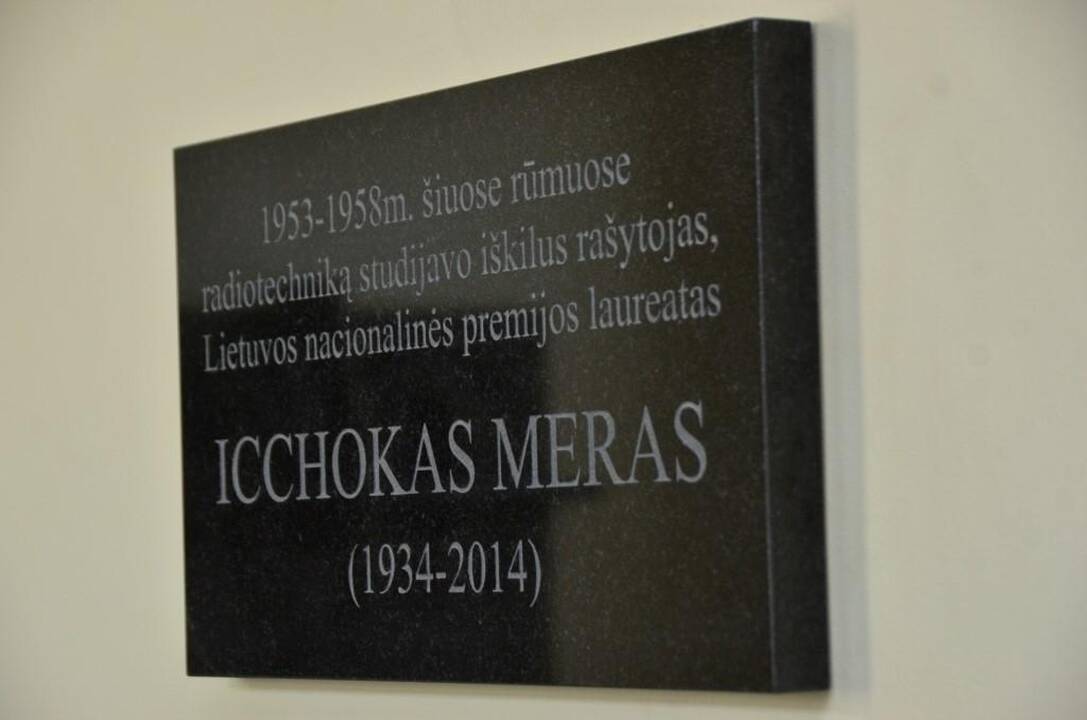 1953-1958m. šiuose rūmuose
radiotechniką studijavo iškilus rašytojas,
Lietuvos nacionalinės premijos laureatas
ICCHOKAS MERAS
(1934-2014)